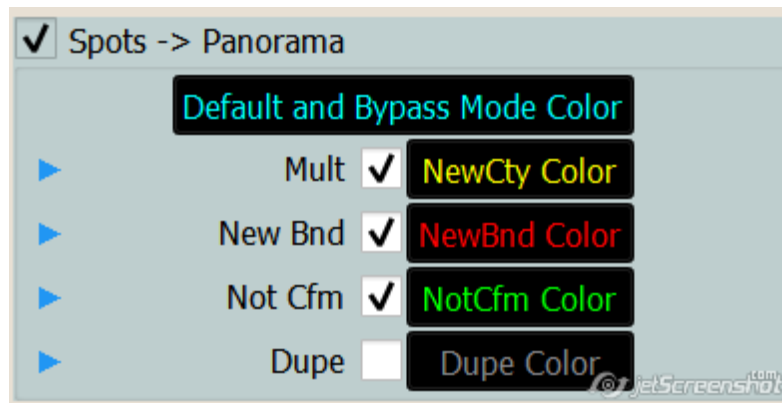 Spots -> Panorama
Default and Bypass Mode Color
Mult NewCty Color
New Bnd NewBnd Color
Not Cfm NotCfm Color
Dupe Dupe Color
jetScreenshot.com